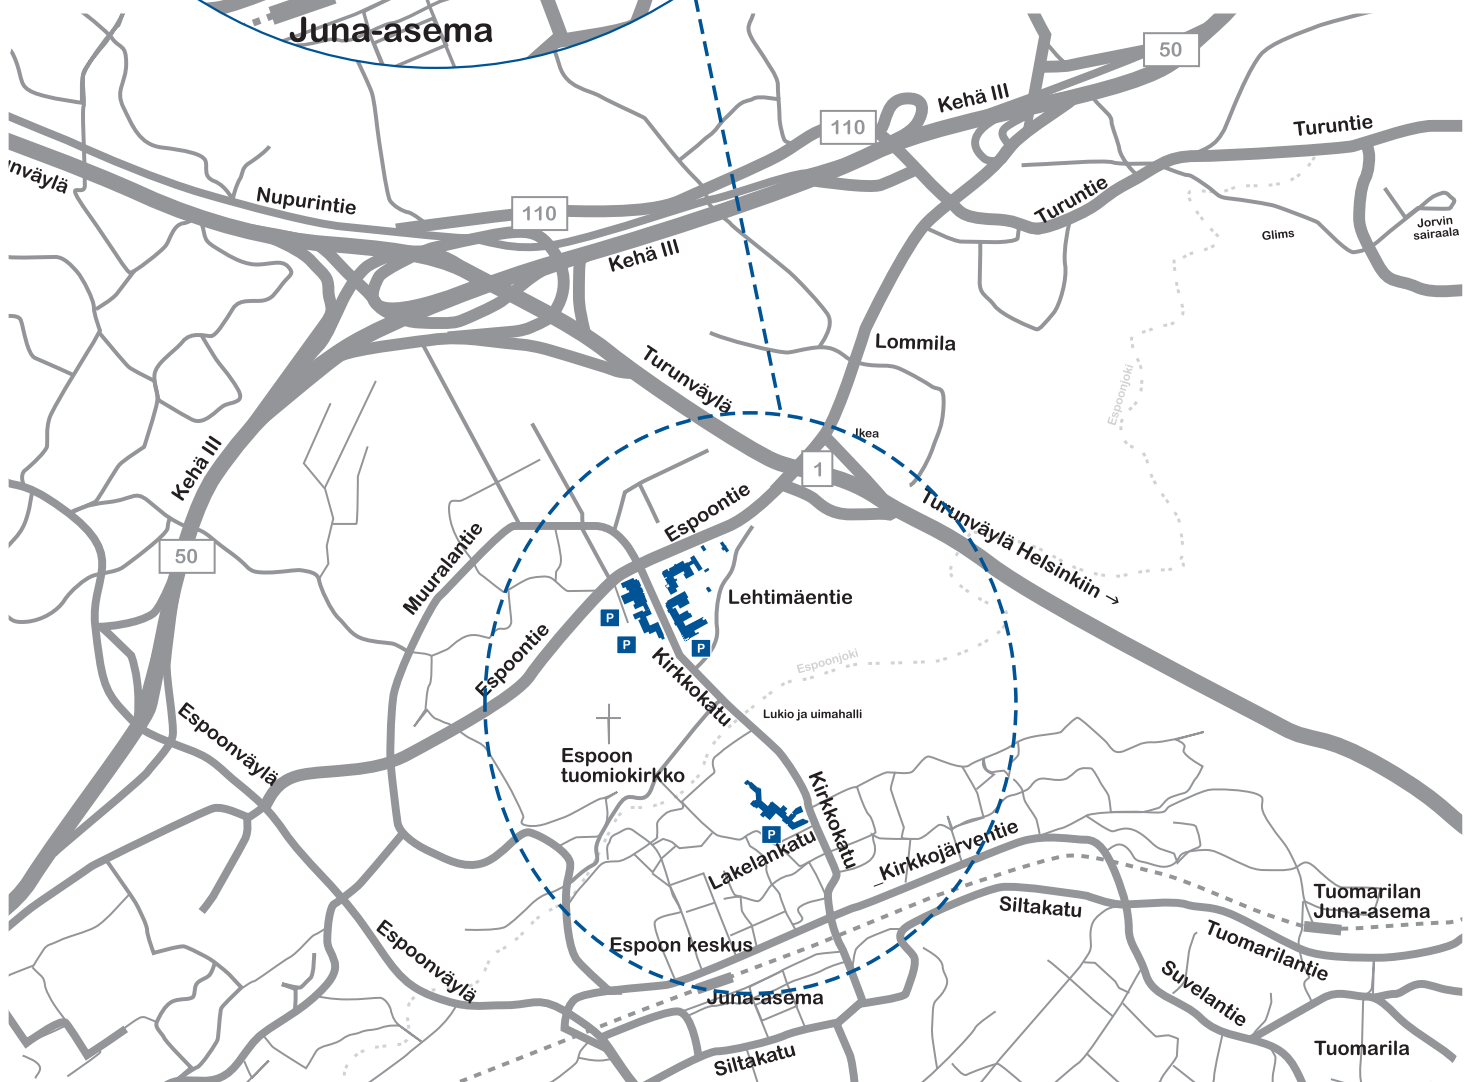 Juna-asema
50
Kehä III
110
Turuntie
Nupurintie
110
Turuntie
Jorvin
sairaala
Glims
Kehä III
Lommila
Turunväylä
Espoonjoki
Ikea
Kehä III
1
Turunväylä Helsinkiin →
Espoontie
50
Muuralantie
Lehtimäentie
P
P
P
Espoontie
Kirkkokatu
Espoonjoki
Lukio ja uimahalli
Espoonväylä
Espoon
tuomiokirkko
Kirkkokatu
P
Lakelankatu
_Kirkkojärventie
Siltakatu
Tuomarilan
Juna-asema
Espoonväylä
Espoon keskus
Tuomarilantie
Suvelantie
Juna-asema
Siltakatu
Tuomarila